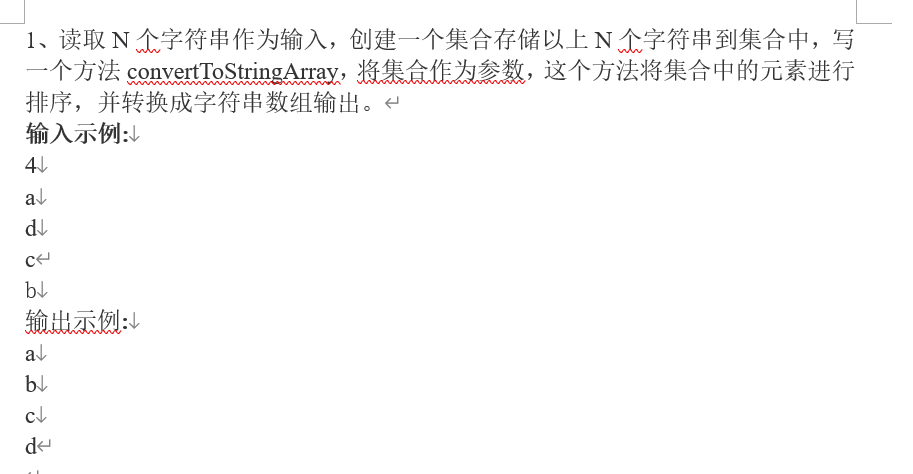 1、读取 N 个字符串作为输入，创建一个集合存储以上 N 个字符串到集合中，写
一个方法 convertToStringArray，将集合作为参数，这个方法将集合中的元素进行
排序，并转换成字符串数组输出。↵
输入示例:↓
4↓
a↓
d↓
c↵
b↓
输出示例:↓
a↓
b↓
c↓
d↵